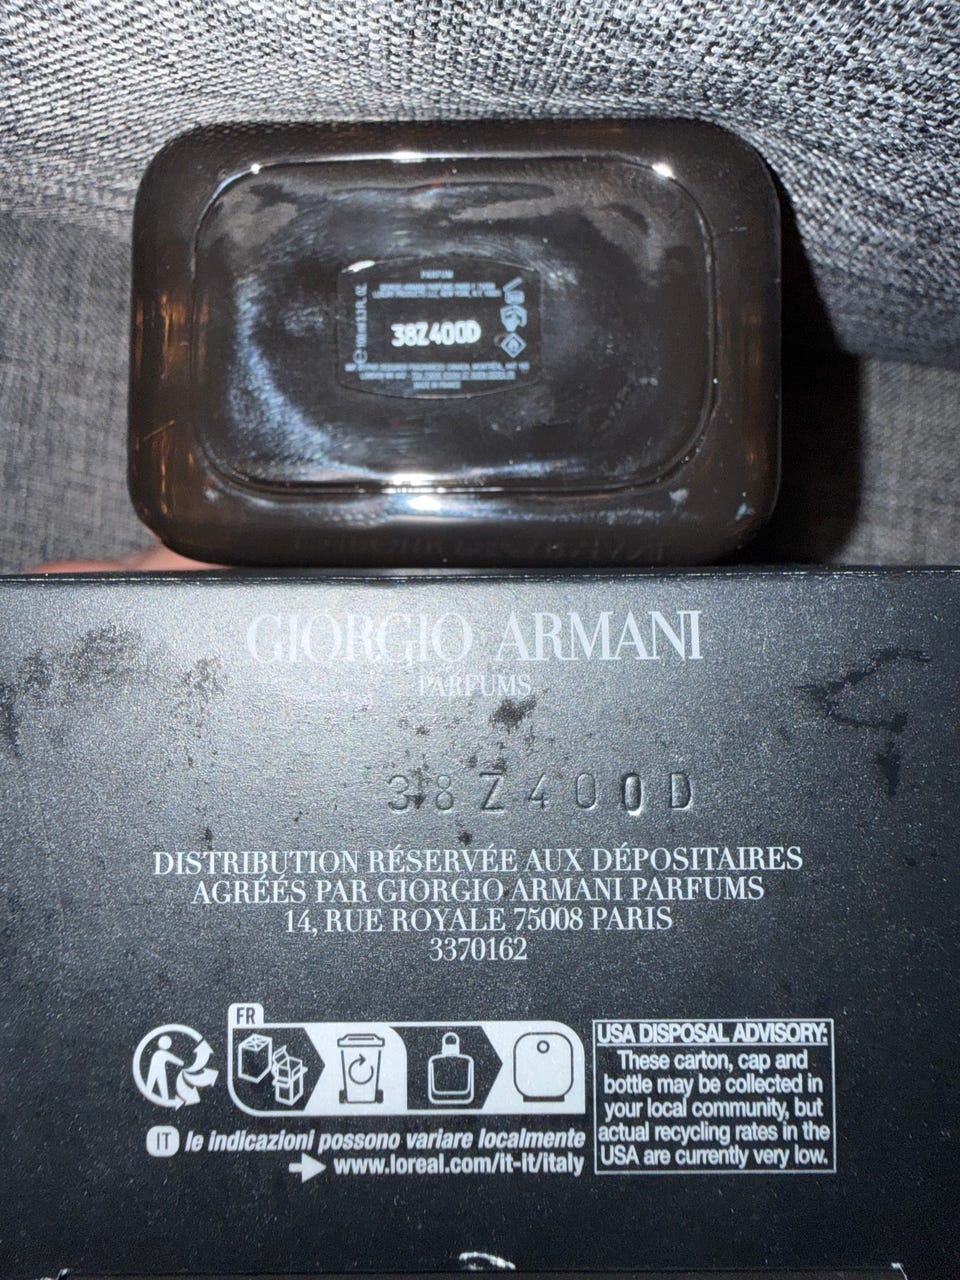 PARFUM
38Z400D
MADE IN FRANCE
GIORGIO ARMANI
PARFUMS
38Z400D
DISTRIBUTION RÉSERVÉE AUX DÉPOSITAIRES
AGRÉÉS PAR GIORGIO ARMANI PARFUMS
14, RUE ROYALE 75008 PARIS
3370162
FR
IT le indicazioni possono variare localmente
www.loreal.com/it-it/italy
USA DISPOSAL ADVISORY:
These carton, cap and
bottle may be collected in
your local community, but
actual recycling rates in the
USA are currently very low.